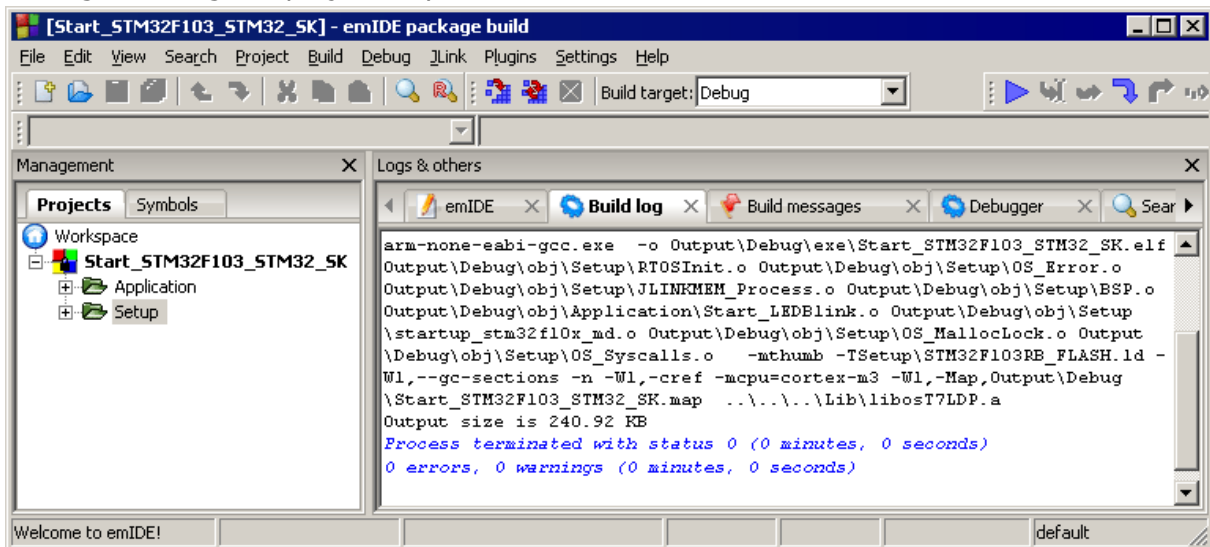 [Start_STM32F103_STM32_SK] - emIDE package build
File Edit View Search Project Build Debug JLink Plugins Settings Help
Build target: Debug
Management
Logs & others
Projects Symbols
emIDE Build log Build messages Debugger Sear
Workspace
Start_STM32F103_STM32_SK
Application
Setup
arm-none-eabi-gcc.exe -o Output\Debug\exe\Start_STM32F103_STM32_SK.elf
Output\Debug\obj\Setup\RTOSInit.o Output\Debug\obj\Setup\OS_Error.o
Output\Debug\obj\Setup\JLINKMEM_Process.o Output\Debug\obj\Setup\BSP.o
Output\Debug\obj\Application\Start_LEDBlink.o Output\Debug\obj\Setup
\startup_stm32f10x_md.o Output\Debug\obj\Setup\OS_MallocLock.o Output
\Debug\obj\Setup\OS_Syscalls.o -mthumb -TSetup\STM32F103RB_FLASH.ld -
Wl,--gc-sections -n -Wl,-cref -mcpu=cortex-m3 -Wl,-Map,Output\Debug
\Start_STM32F103_STM32_SK.map ..\..\..\Lib\libosT7LDP.a
Output size is 240.92 KB
Process terminated with status 0 (0 minutes, 0 seconds)
0 errors, 0 warnings (0 minutes, 0 seconds)
Welcome to emIDE!
default